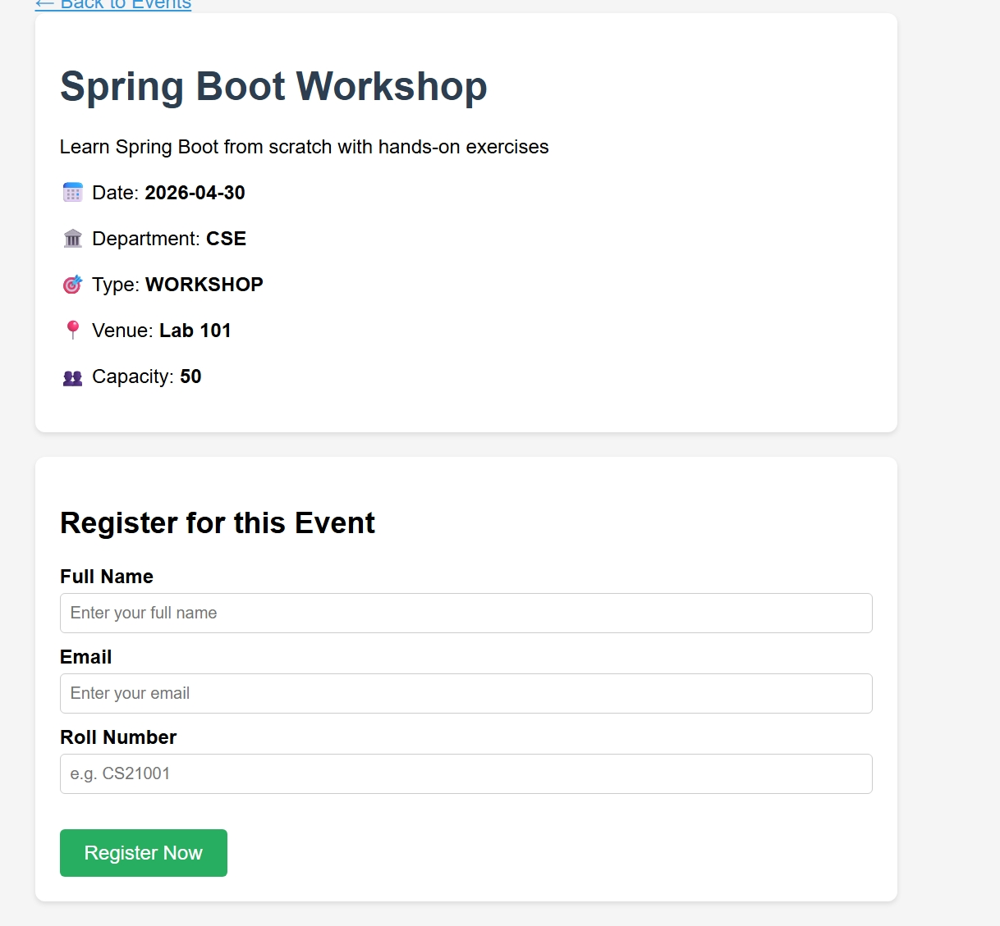 ← Back to Events
Spring Boot Workshop
Learn Spring Boot from scratch with hands-on exercises
Date: 2026-04-30
Department: CSE
Type: WORKSHOP
Venue: Lab 101
Capacity: 50
Register for this Event
Full Name
Enter your full name
Email
Enter your email
Roll Number
e.g. CS21001
Register Now